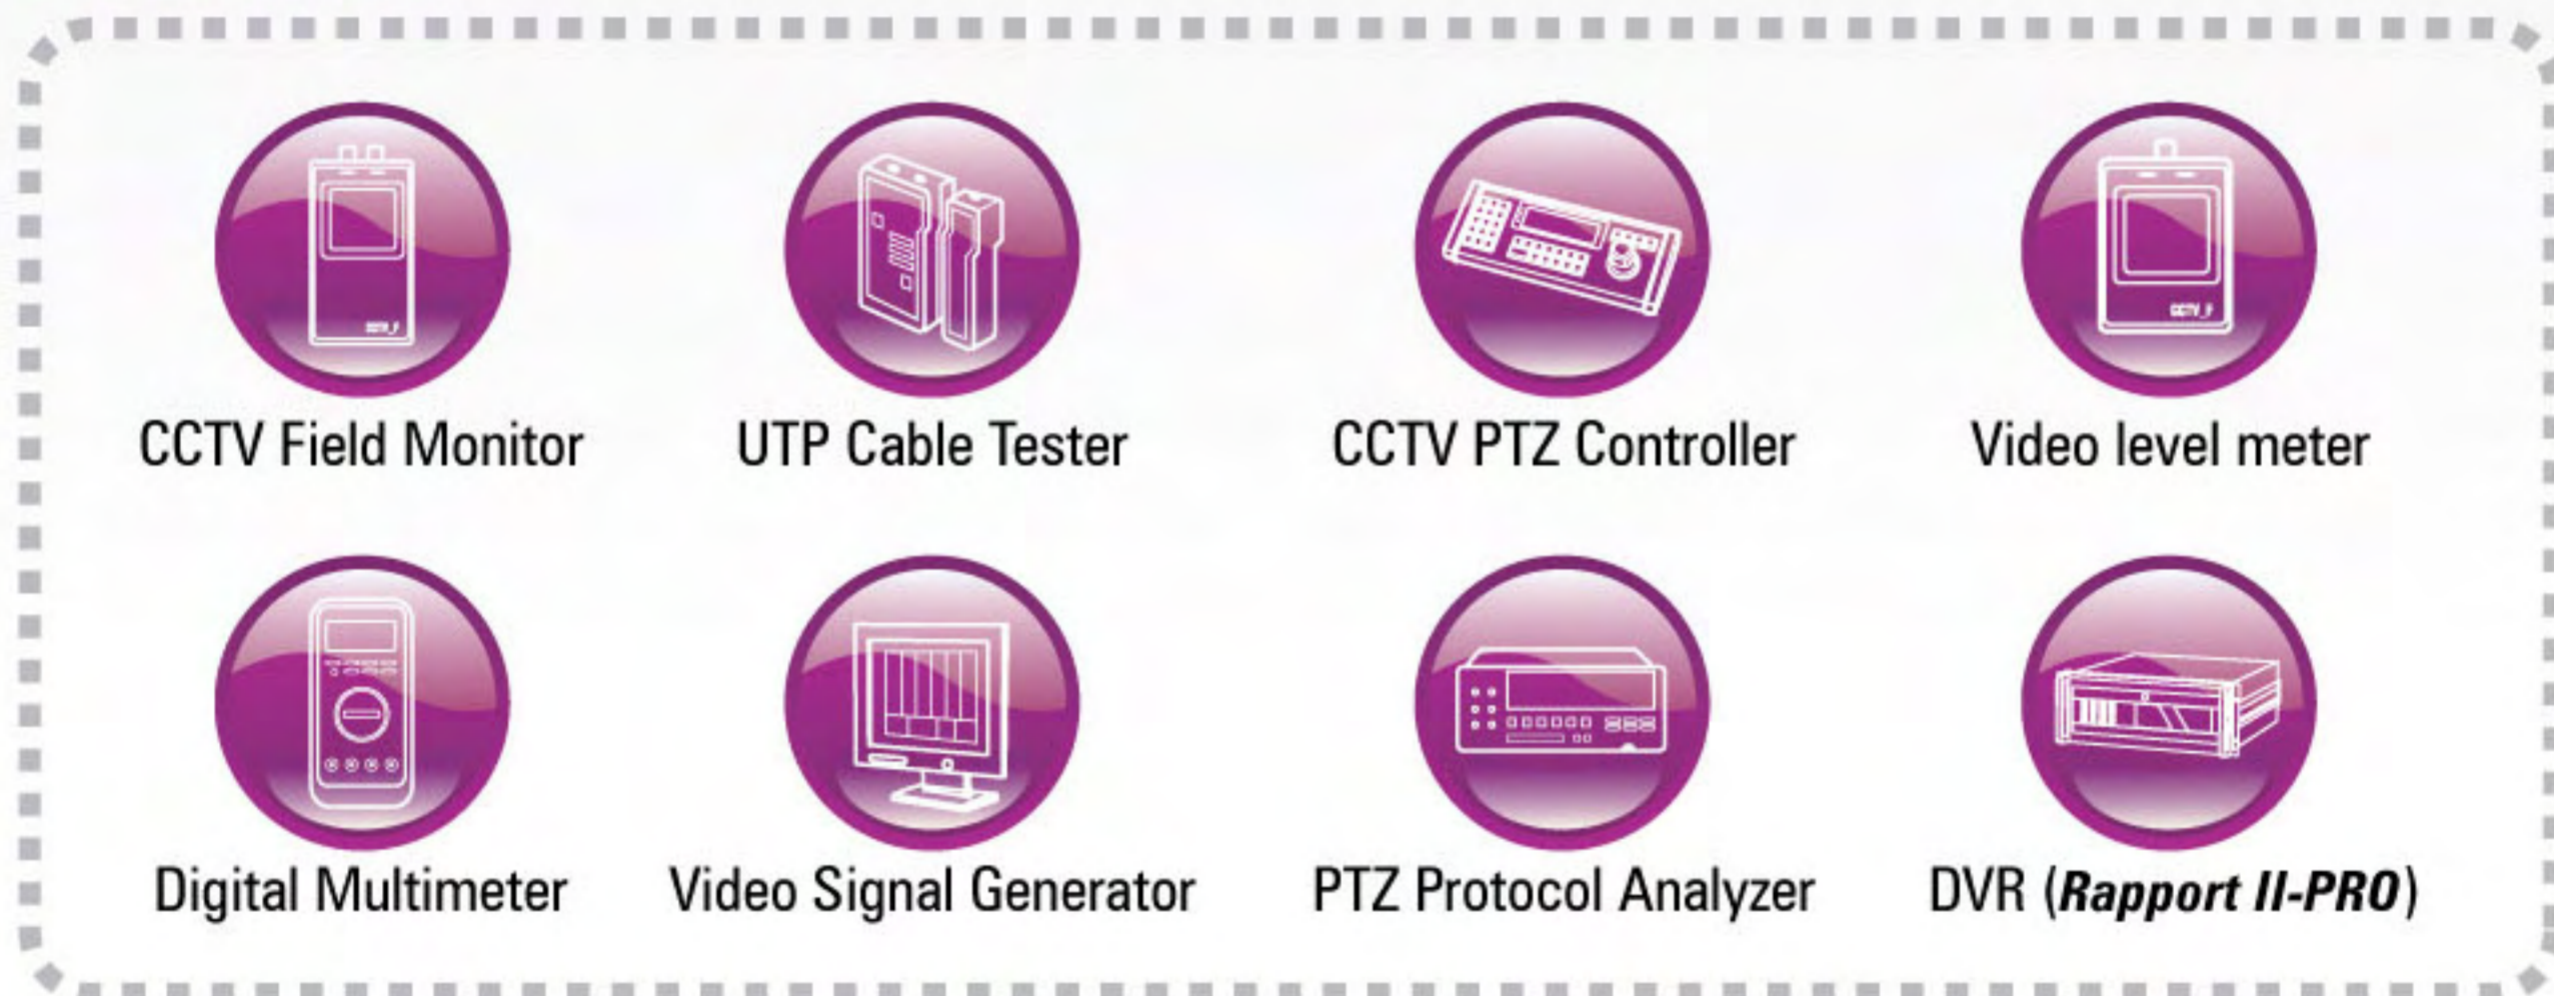 CCTV Field Monitor
UTP Cable Tester
CCTV PTZ Controller
Video level meter
Digital Multimeter
Video Signal Generator
PTZ Protocol Analyzer
DVR (Rapport II-PRO)